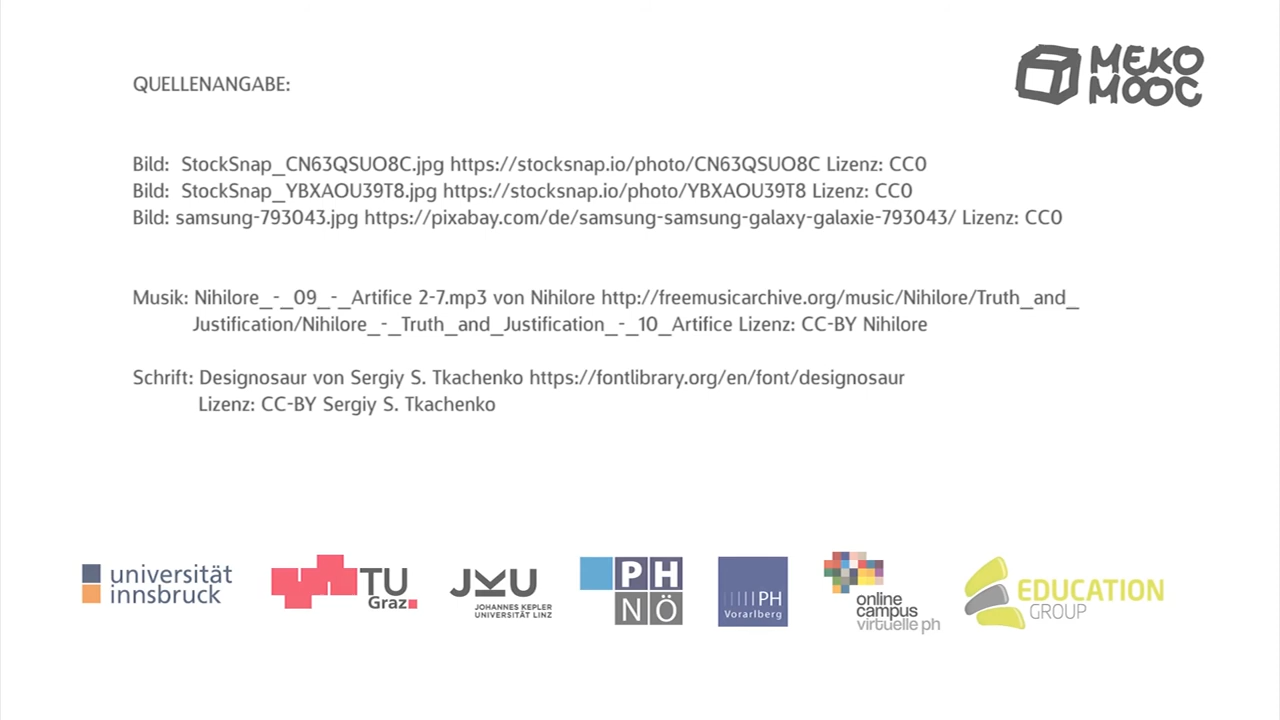 MEKO
MOOC
QUELLENANGABE:
Bild:  StockSnap_CN63QSUO8C.jpg https://stocksnap.io/photo/CN63QSUO8C Lizenz: CC0
Bild:  StockSnap_YBXAOU39T8.jpg https://stocksnap.io/photo/YBXAOU39T8 Lizenz: CC0
Bild: samsung-793043.jpg https://pixabay.com/de/samsung-samsung-galaxy-galaxie-793043/ Lizenz: CC0
Musik: Nihilore_-_09_-_Artifice 2-7.mp3 von Nihilore http://freemusicarchive.org/music/Nihilore/Truth_and_
Justification/Nihilore_-_Truth_and_Justification_-_10_Artifice Lizenz: CC-BY Nihilore
Schrift: Designosaur von Sergiy S. Tkachenko https://fontlibrary.org/en/font/designosaur
Lizenz: CC-BY Sergiy S. Tkachenko
universität
innsbruck
TU
Graz
JKU
JOHANNES KEPLER
UNIVERSITÄT LINZ
PH
NÖ
PH
Vorarlberg
online
campus
virtuelle ph
EDUCATION
GROUP